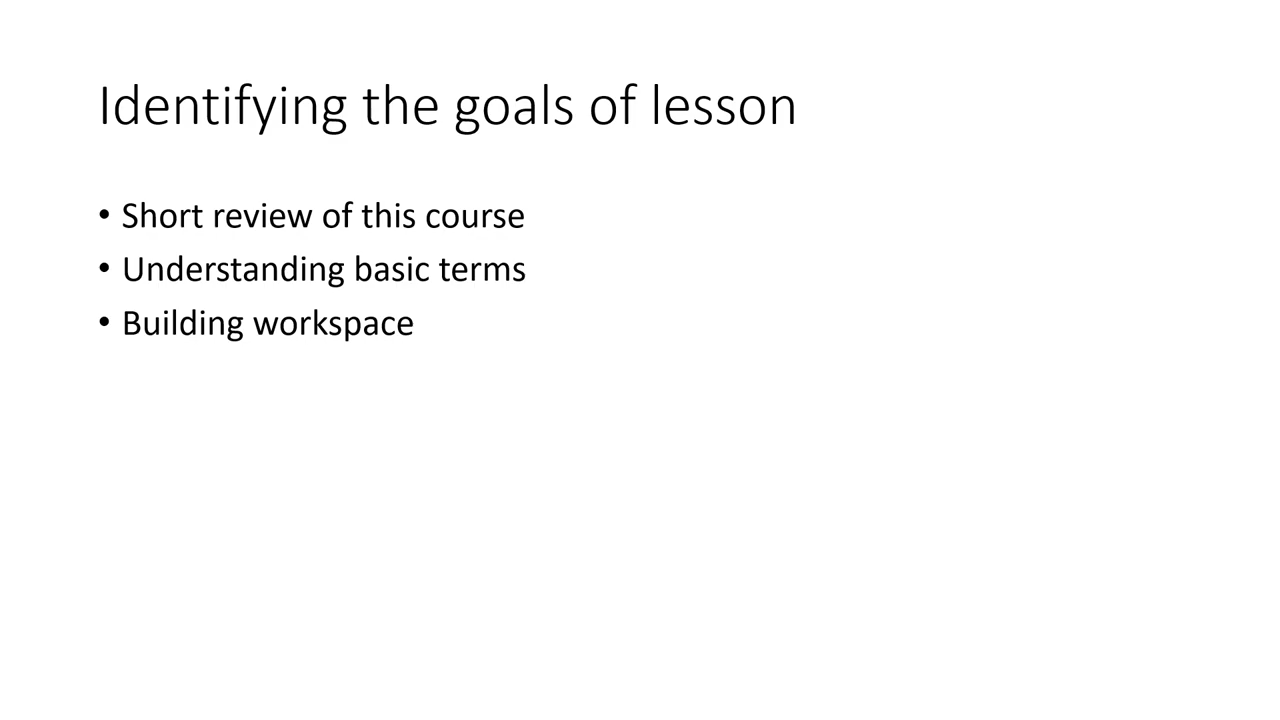 Identifying the goals of lesson
• Short review of this course
• Understanding basic terms
• Building workspace